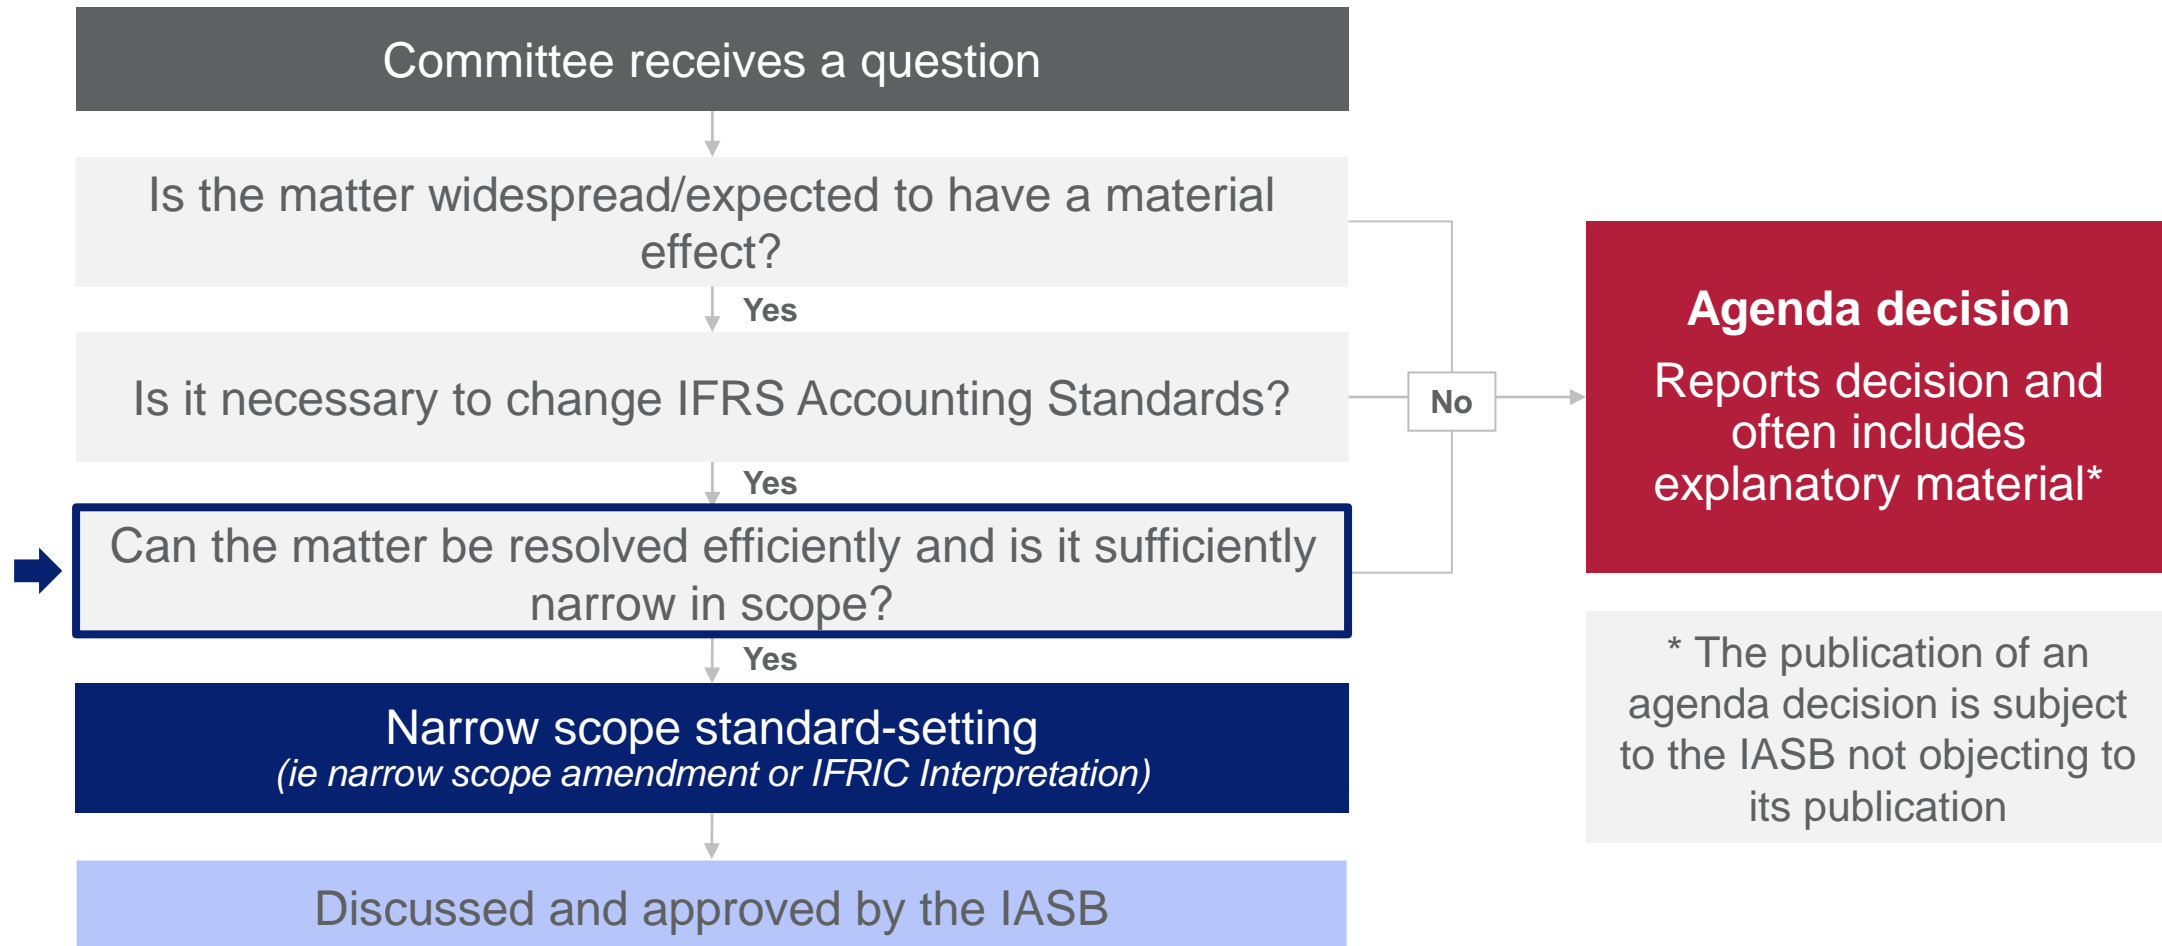 Committee receives a question
Is the matter widespread/expected to have a material
effect?
Yes
Is it necessary to change IFRS Accounting Standards?
Yes
Can the matter be resolved efficiently and is it sufficiently
narrow in scope?
Yes
Narrow scope standard-setting
(ie narrow scope amendment or IFRIC Interpretation)
Discussed and approved by the IASB
No
Agenda decision
Reports decision and
often includes
explanatory material*
* The publication of an
agenda decision is subject
to the IASB not objecting to
its publication